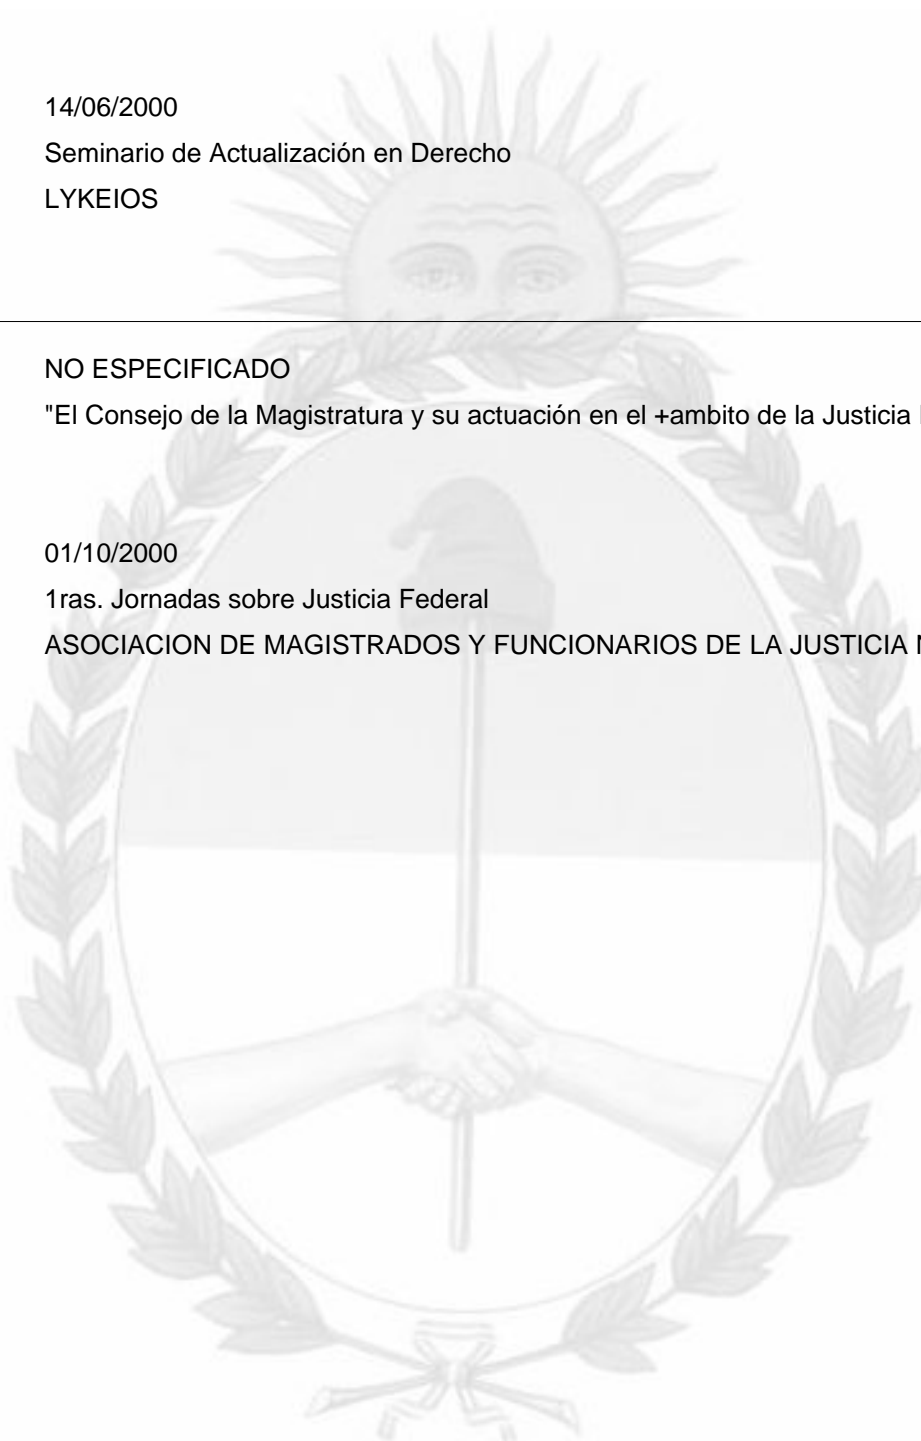 14/06/2000
Seminario de Actualización en Derecho
LYKEIOS
NO ESPECIFICADO
"El Consejo de la Magistratura y su actuación en el +ambito de la Justicia
01/10/2000
1ras. Jornadas sobre Justicia Federal
ASOCIACION DE MAGISTRADOS Y FUNCIONARIOS DE LA JUSTICIA